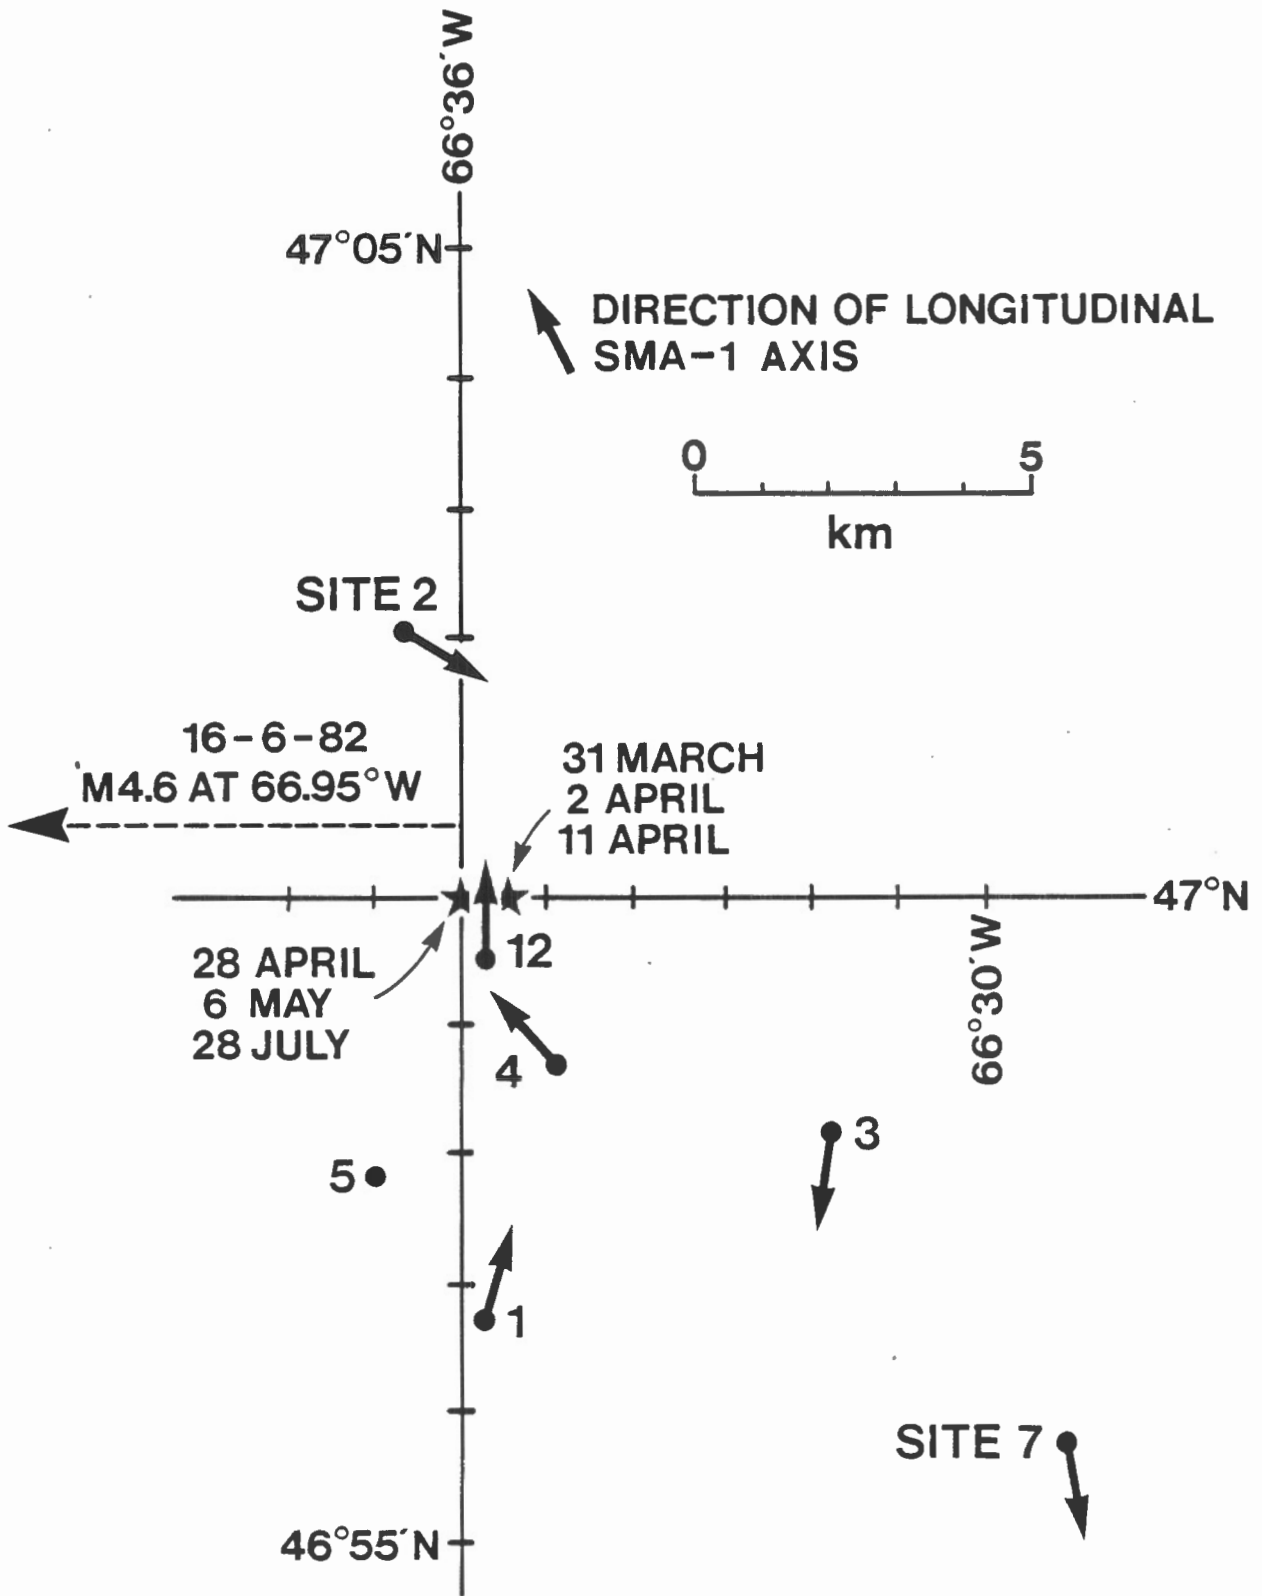 66°36´W
47°05´N
DIRECTION OF LONGITUDINAL
SMA-1 AXIS
0 5
km
SITE 2
16-6-82
M4.6 AT 66.95°W
31 MARCH
2 APRIL
11 APRIL
47°N
12
28 APRIL
6 MAY
28 JULY
66°30´W
4
3
5
1
SITE 7
46°55´N